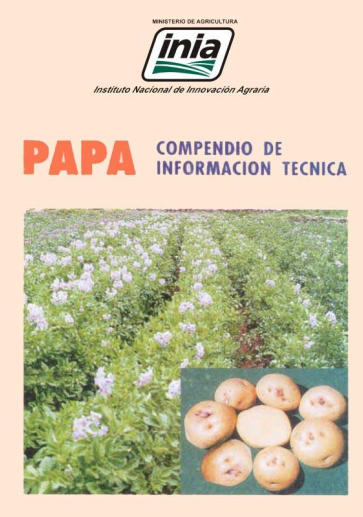 MINISTERIO DE AGRICULTURA
inia
Instituto Nacional de Innovación Agraria
PAPA COMPENDIO DE
INFORMACION TECNICA